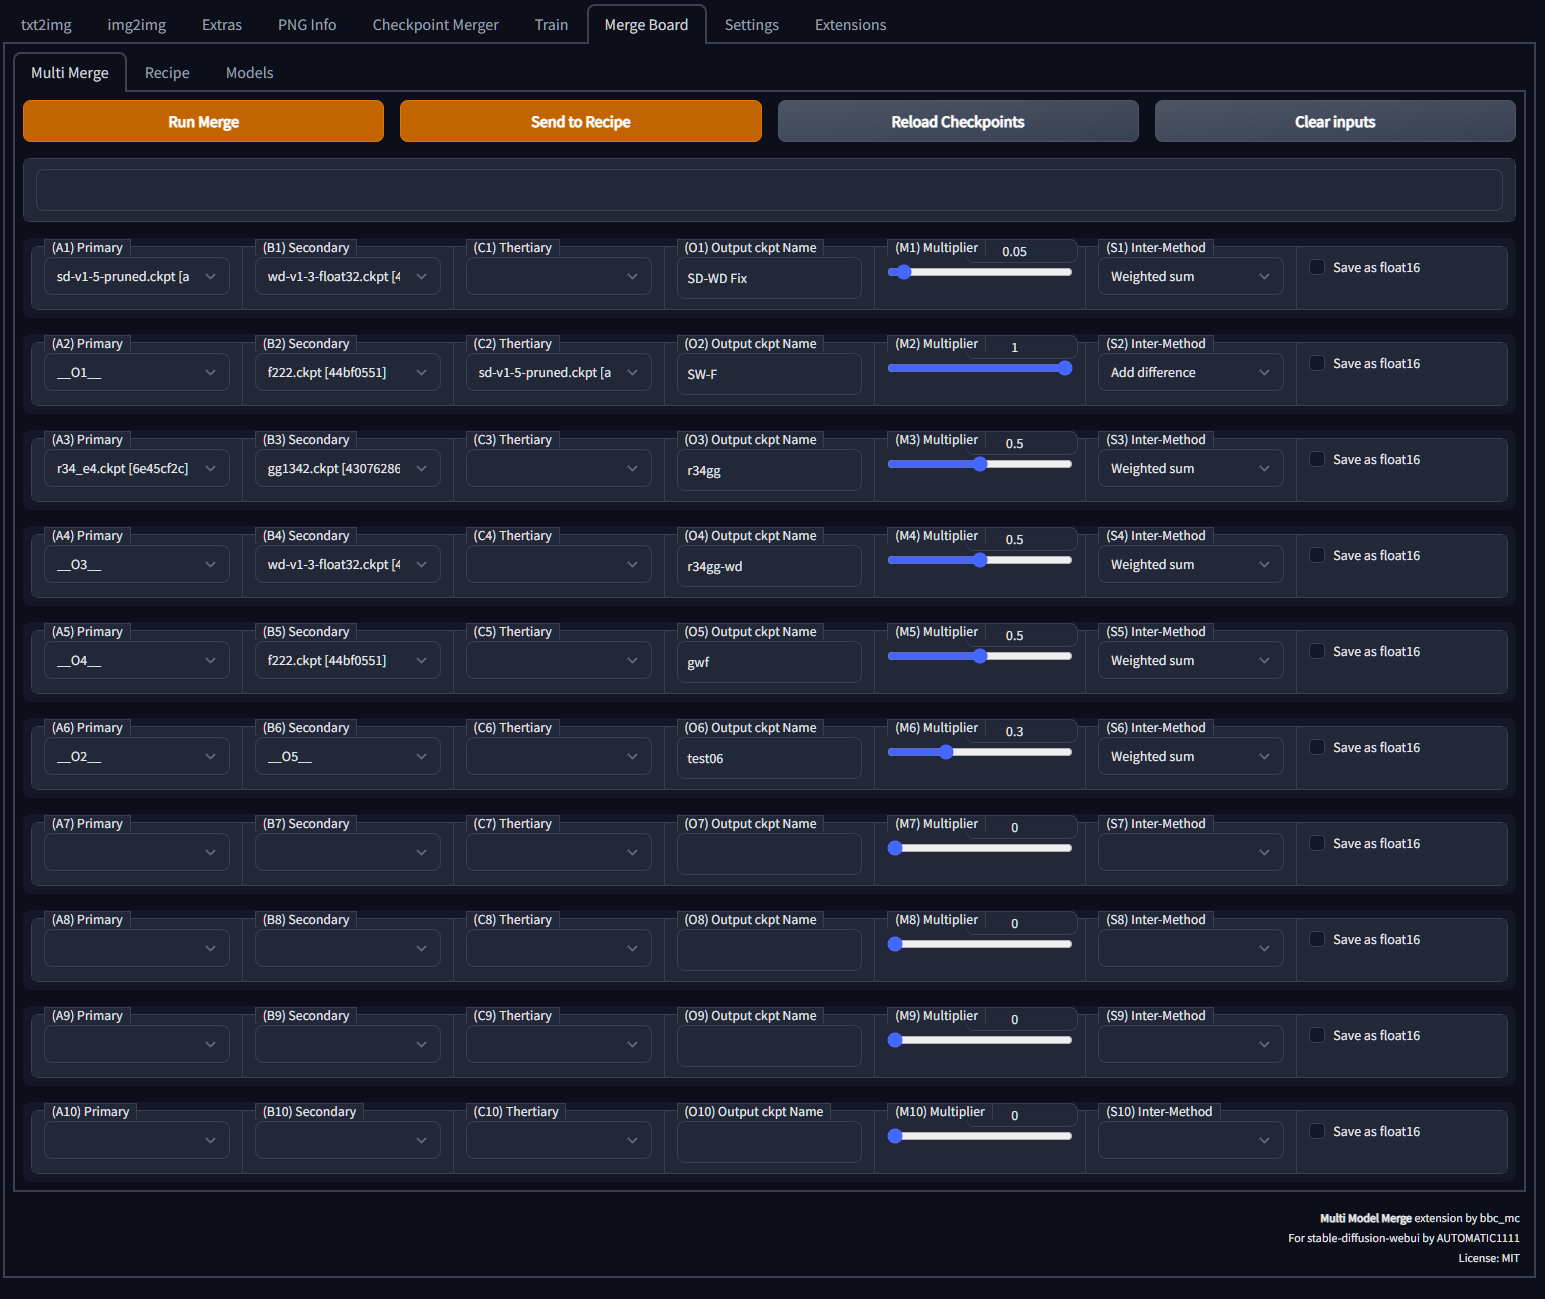 txt2img img2img Extras PNG Info Checkpoint Merger Train Merge Board Settings Extensions
Multi Merge Recipe Models
Run Merge Send to Recipe Reload Checkpoints Clear inputs
(A1) Primary (B1) Secondary (C1) Thertiary (O1) Output ckpt Name (M1) Multiplier 0.05 (S1) Inter-Method
sd-v1-5-pruned.ckpt [a wd-v1-3-float32.ckpt [4 SD-WD Fix Weighted sum Save as float16
(A2) Primary (B2) Secondary (C2) Thertiary (O2) Output ckpt Name (M2) Multiplier 1 (S2) Inter-Method
__O1__ f222.ckpt [44bf0551] sd-v1-5-pruned.ckpt [a SW-F Add difference Save as float16
(A3) Primary (B3) Secondary (C3) Thertiary (O3) Output ckpt Name (M3) Multiplier 0.5 (S3) Inter-Method
r34_e4.ckpt [6e45cf2c] gg1342.ckpt [43076286 r34gg Weighted sum Save as float16
(A4) Primary (B4) Secondary (C4) Thertiary (O4) Output ckpt Name (M4) Multiplier 0.5 (S4) Inter-Method
__O3__ wd-v1-3-float32.ckpt [4 r34gg-wd Weighted sum Save as float16
(A5) Primary (B5) Secondary (C5) Thertiary (O5) Output ckpt Name (M5) Multiplier 0.5 (S5) Inter-Method
__O4__ f222.ckpt [44bf0551] gwf Weighted sum Save as float16
(A6) Primary (B6) Secondary (C6) Thertiary (O6) Output ckpt Name (M6) Multiplier 0.3 (S6) Inter-Method
__O2__ __O5__ test06 Weighted sum Save as float16
(A7) Primary (B7) Secondary (C7) Thertiary (O7) Output ckpt Name (M7) Multiplier 0 (S7) Inter-Method
Save as float16
(A8) Primary (B8) Secondary (C8) Thertiary (O8) Output ckpt Name (M8) Multiplier 0 (S8) Inter-Method
Save as float16
(A9) Primary (B9) Secondary (C9) Thertiary (O9) Output ckpt Name (M9) Multiplier 0 (S9) Inter-Method
Save as float16
(A10) Primary (B10) Secondary (C10) Thertiary (O10) Output ckpt Name (M10) Multiplier 0 (S10) Inter-Method
Save as float16
Multi Model Merge extension by bbc_mc
For stable-diffusion-webui by AUTOMATIC1111
License: MIT